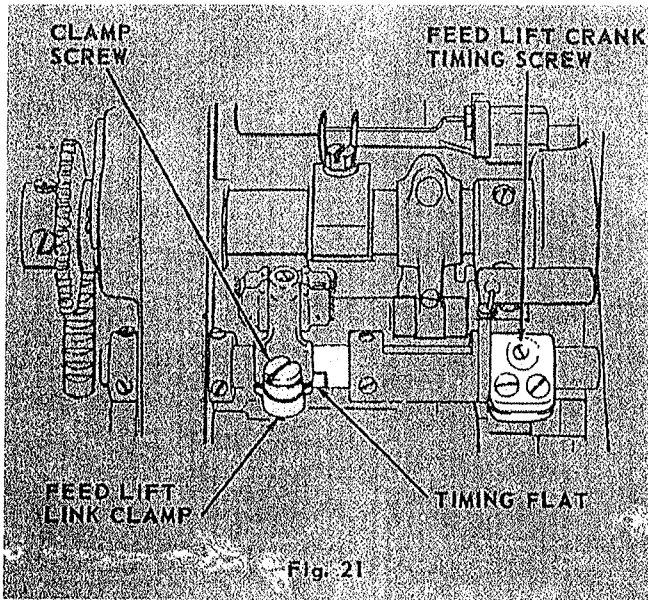 CLAMP
SCREW
FEED LIFT CRANK
TIMING SCREW
FEED LIFT
LINK CLAMP
TIMING FLAT
Fig. 21